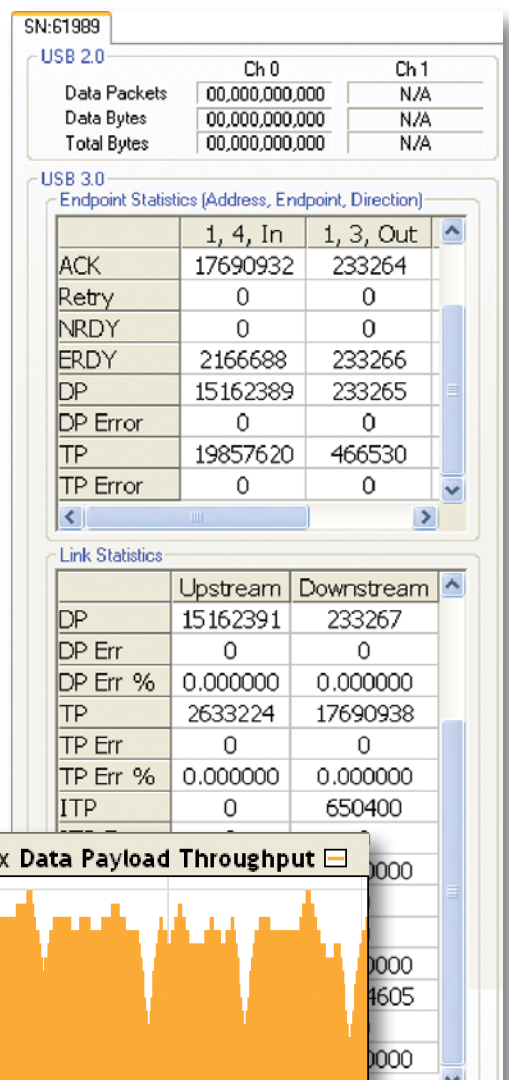 SN:61989
USB 2.0
Ch 0 Ch 1
Data Packets 00,000,000,000 N/A
Data Bytes 00,000,000,000 N/A
Total Bytes 00,000,000,000 N/A
USB 3.0
Endpoint Statistics (Address, Endpoint, Direction)
1, 4, In 1, 3, Out
ACK 17690932 233264
Retry 0 0
NRDY 0 0
ERDY 2166688 233266
DP 15162389 233265
DP Error 0 0
TP 19857620 466530
TP Error 0 0
Link Statistics
Upstream Downstream
DP 15162391 233267
DP Err 0 0
DP Err % 0.000000 0.000000
TP 2633224 17690938
TP Err 0 0
TP Err % 0.000000 0.000000
ITP 0 650400
x Data Payload Throughput
0000
0000
4605
0000